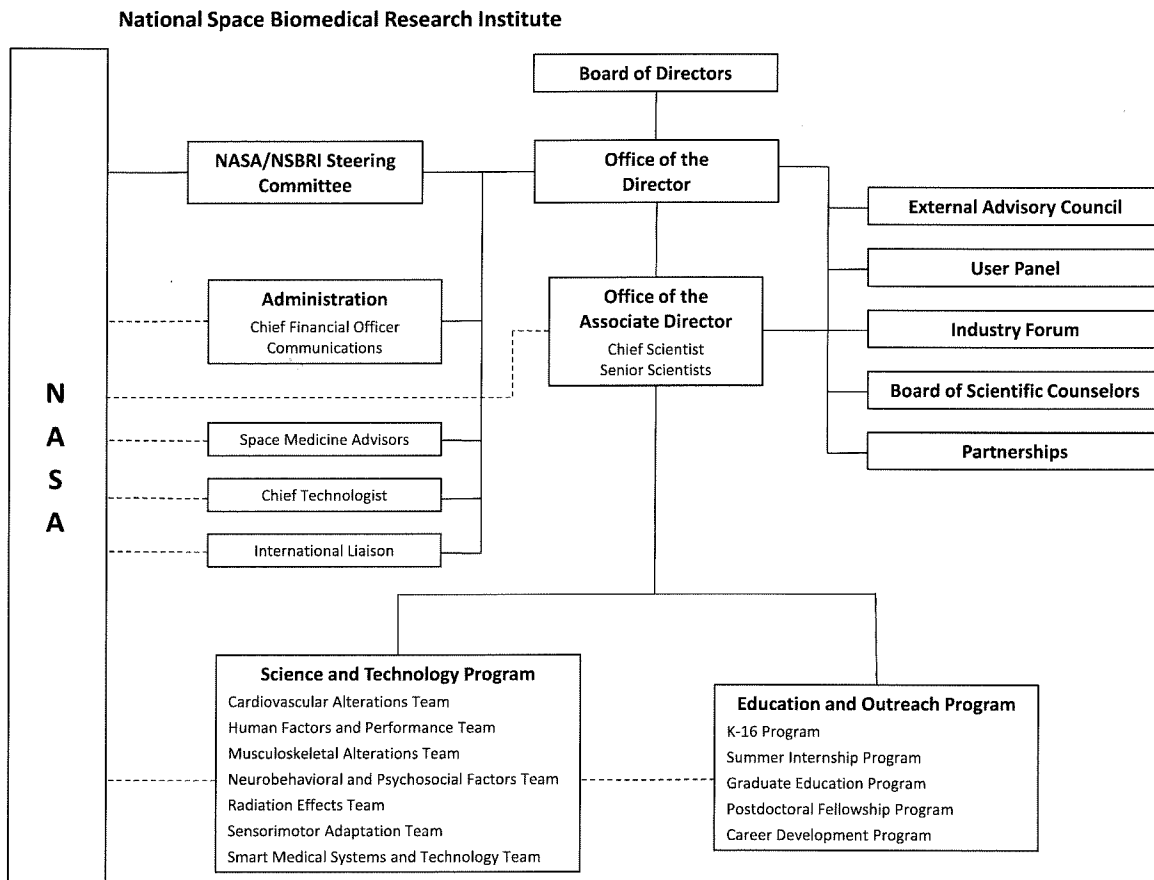 National Space Biomedical Research Institute
Board of Directors
NASA/NSBRI Steering
Committee
Office of the
Director
External Advisory Council
User Panel
Industry Forum
Board of Scientific Counselors
Partnerships
Administration
Chief Financial Officer
Communications
Office of the
Associate Director
Chief Scientist
Senior Scientists
N
A
S
A
Space Medicine Advisors
Chief Technologist
International Liaison
Science and Technology Program
Cardiovascular Alterations Team
Human Factors and Performance Team
Musculoskeletal Alterations Team
Neurobehavioral and Psychosocial Factors Team
Radiation Effects Team
Sensorimotor Adaptation Team
Smart Medical Systems and Technology Team
Education and Outreach Program
K-16 Program
Summer Internship Program
Graduate Education Program
Postdoctoral Fellowship Program
Career Development Program